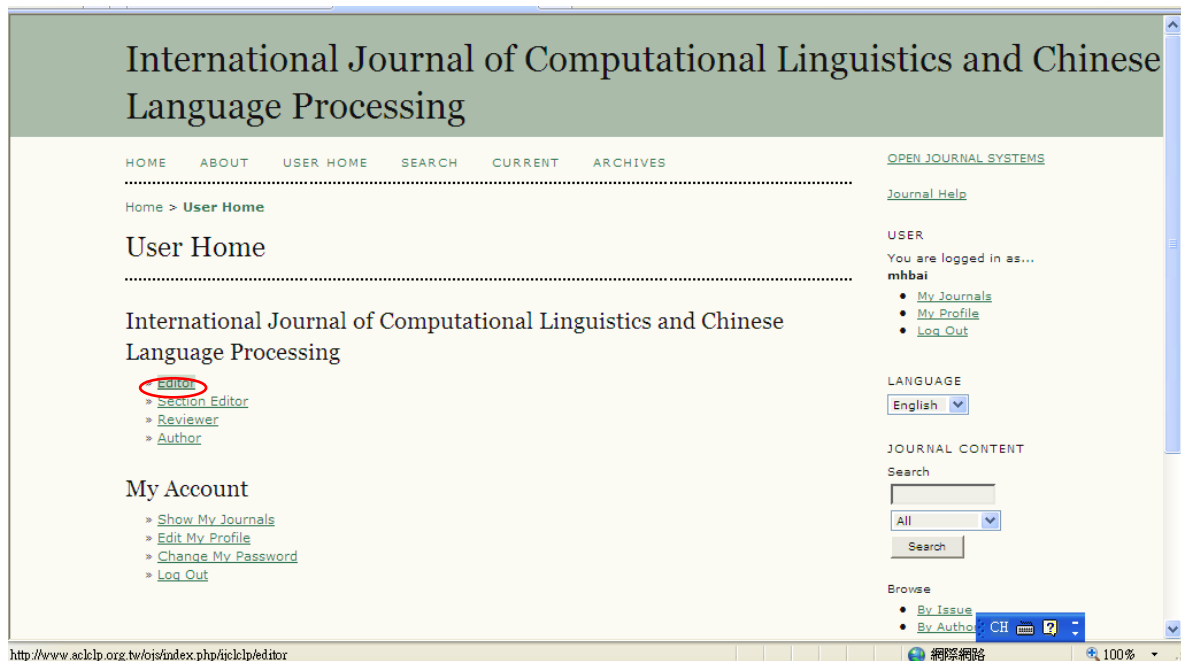 International Journal of Computational Linguistics and Chinese
Language Processing
HOME ABOUT USER HOME SEARCH CURRENT ARCHIVES
Home > User Home
User Home
International Journal of Computational Linguistics and Chinese
Language Processing
» Editor
» Section Editor
» Reviewer
» Author
My Account
» Show My Journals
» Edit My Profile
» Change My Password
» Log Out
OPEN JOURNAL SYSTEMS
Journal Help
USER
You are logged in as...
mhbai
• My Journals
• My Profile
• Log Out
LANGUAGE
English
JOURNAL CONTENT
Search
All
Search
Browse
• By Issue
• By Author
CH
http://www.aclclp.org.tw/ojs/index.php/ijclclp/editor
網際網路
100%